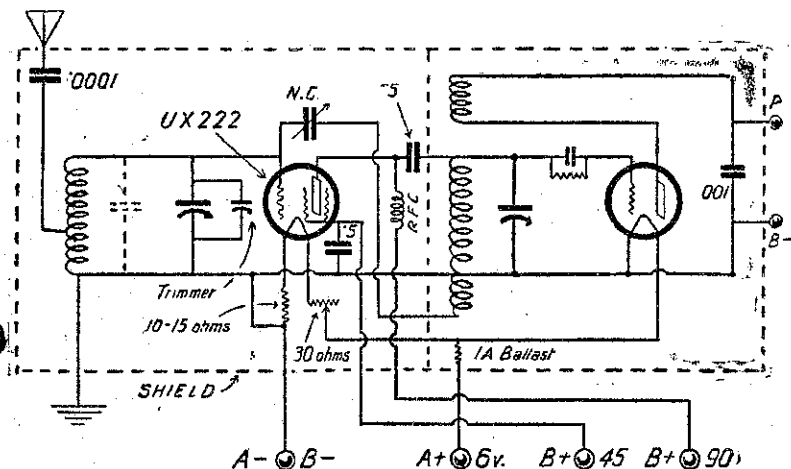 .0001
N.C.
.5
UX222
P
RFC
.001
.5
B-
Trimmer
10-15 ohms
30 ohms
1A Ballast
SHIELD
A- B-
A+ 6v.
B+ 45
B+ 90